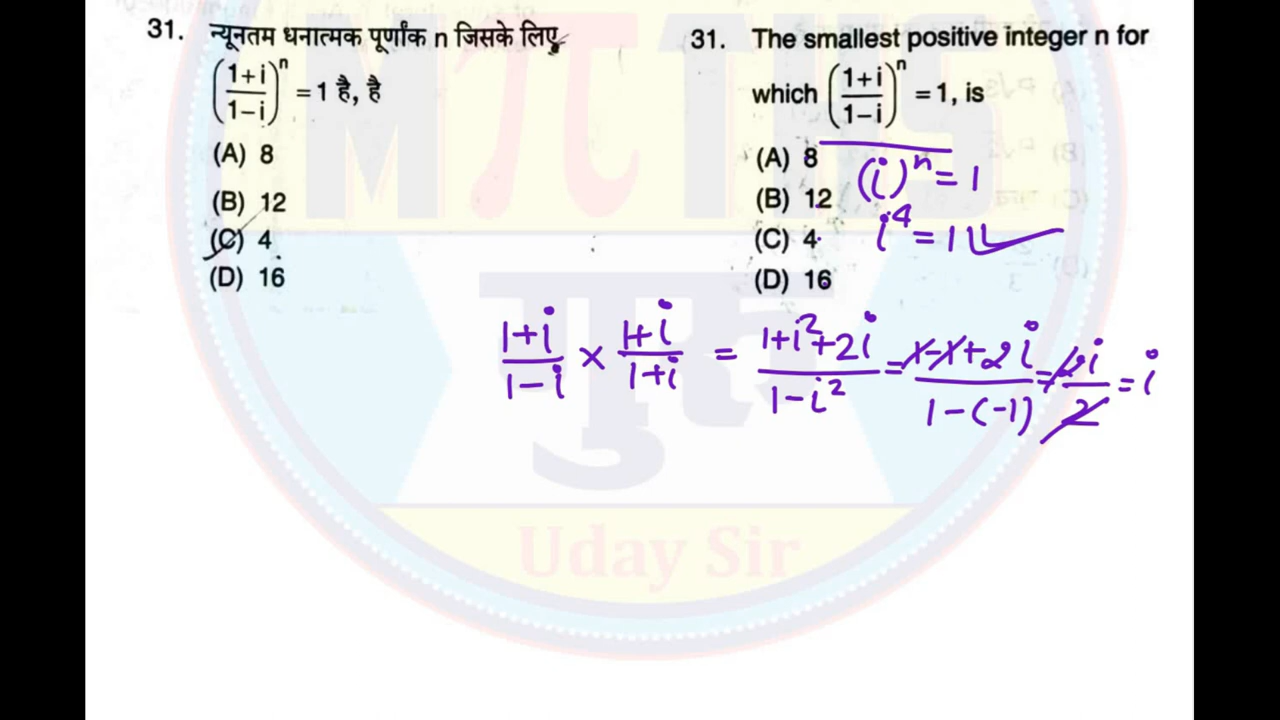 31. न्यूनतम धनात्मक पूर्णांक n जिसके लिए
(1+i / 1−i)^n = 1 है, है
(A) 8
(B) 12
(C) 4
(D) 16
31. The smallest positive integer n for
which (1+i / 1−i)^n = 1, is
(A) 8
(B) 12
(C) 4
(D) 16
(i)^n = 1
i^4 = 1
1+i / 1−i × 1+i / 1+i = 1+i²+2i / 1−i² = 1−1+2i / 1−(−1) = 2i / 2 = i
MπTHS
गुरु
Uday Sir